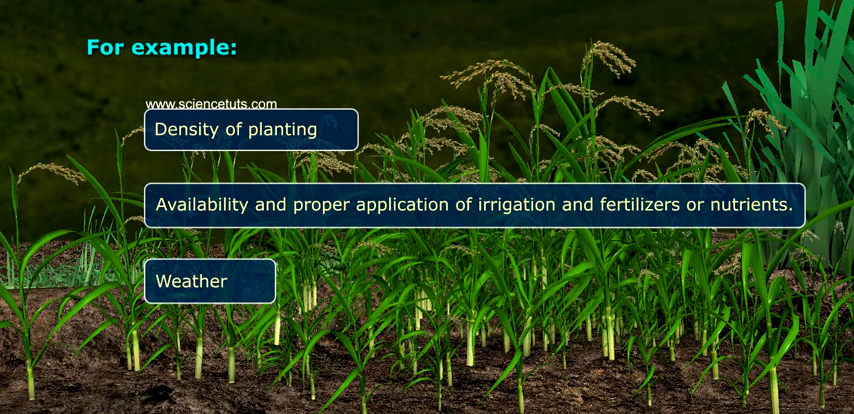 For example:
www.sciencetuts.com
Density of planting
Availability and proper application of irrigation and fertilizers or nutrients.
Weather